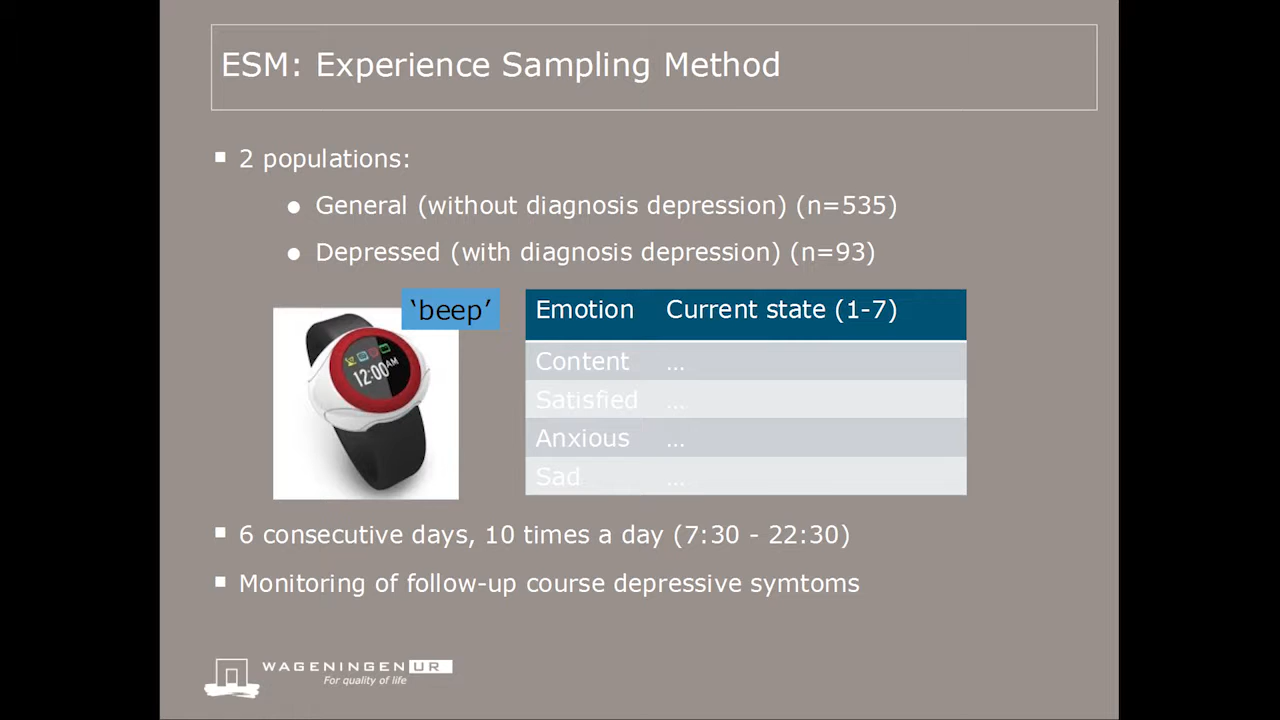 ESM: Experience Sampling Method
2 populations:
General (without diagnosis depression) (n=535)
Depressed (with diagnosis depression) (n=93)
‘beep’
12:00AM
Emotion Current state (1-7)
Content ...
Satisfied ...
Anxious ...
Sad ...
6 consecutive days, 10 times a day (7:30 - 22:30)
Monitoring of follow-up course depressive symtoms
WAGENINGEN UR
For quality of life